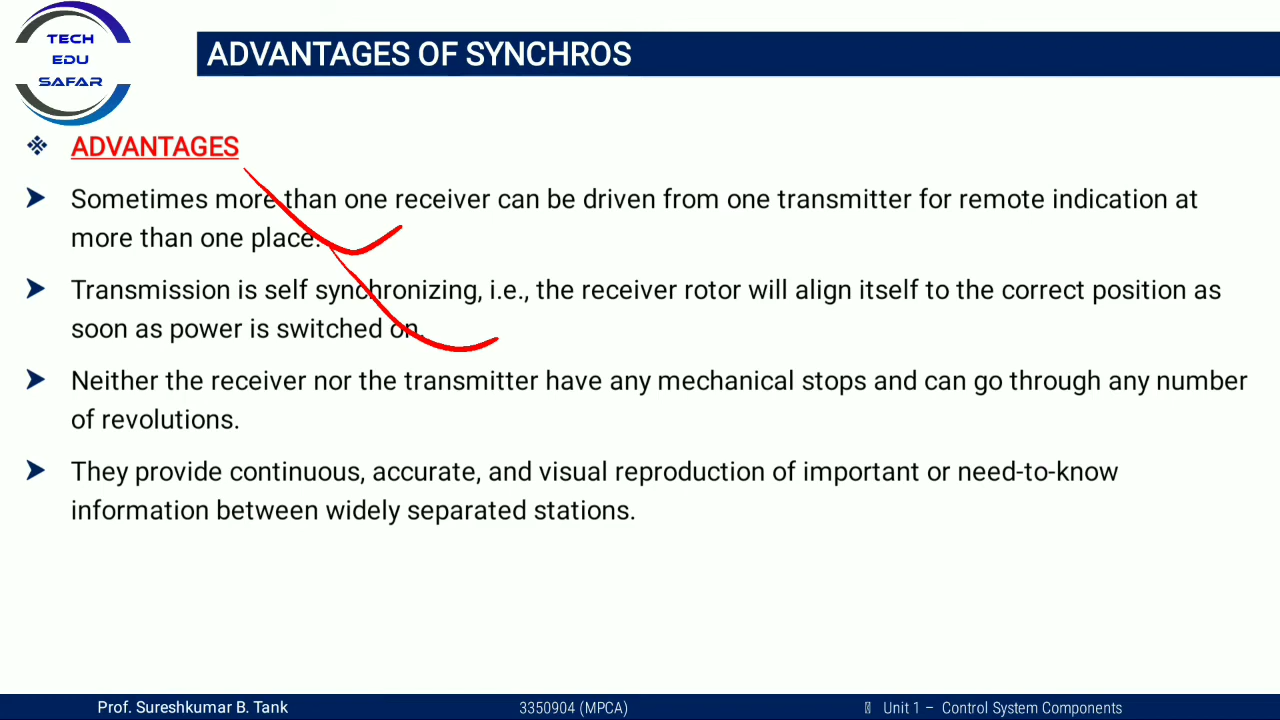 TECH
EDU
SAFAR
ADVANTAGES OF SYNCHROS
ADVANTAGES
Sometimes more than one receiver can be driven from one transmitter for remote indication at
more than one place.
Transmission is self synchronizing, i.e., the receiver rotor will align itself to the correct position as
soon as power is switched on.
Neither the receiver nor the transmitter have any mechanical stops and can go through any number
of revolutions.
They provide continuous, accurate, and visual reproduction of important or need-to-know
information between widely separated stations.
Prof. Sureshkumar B. Tank
3350904 (MPCA)
Unit 1 – Control System Components